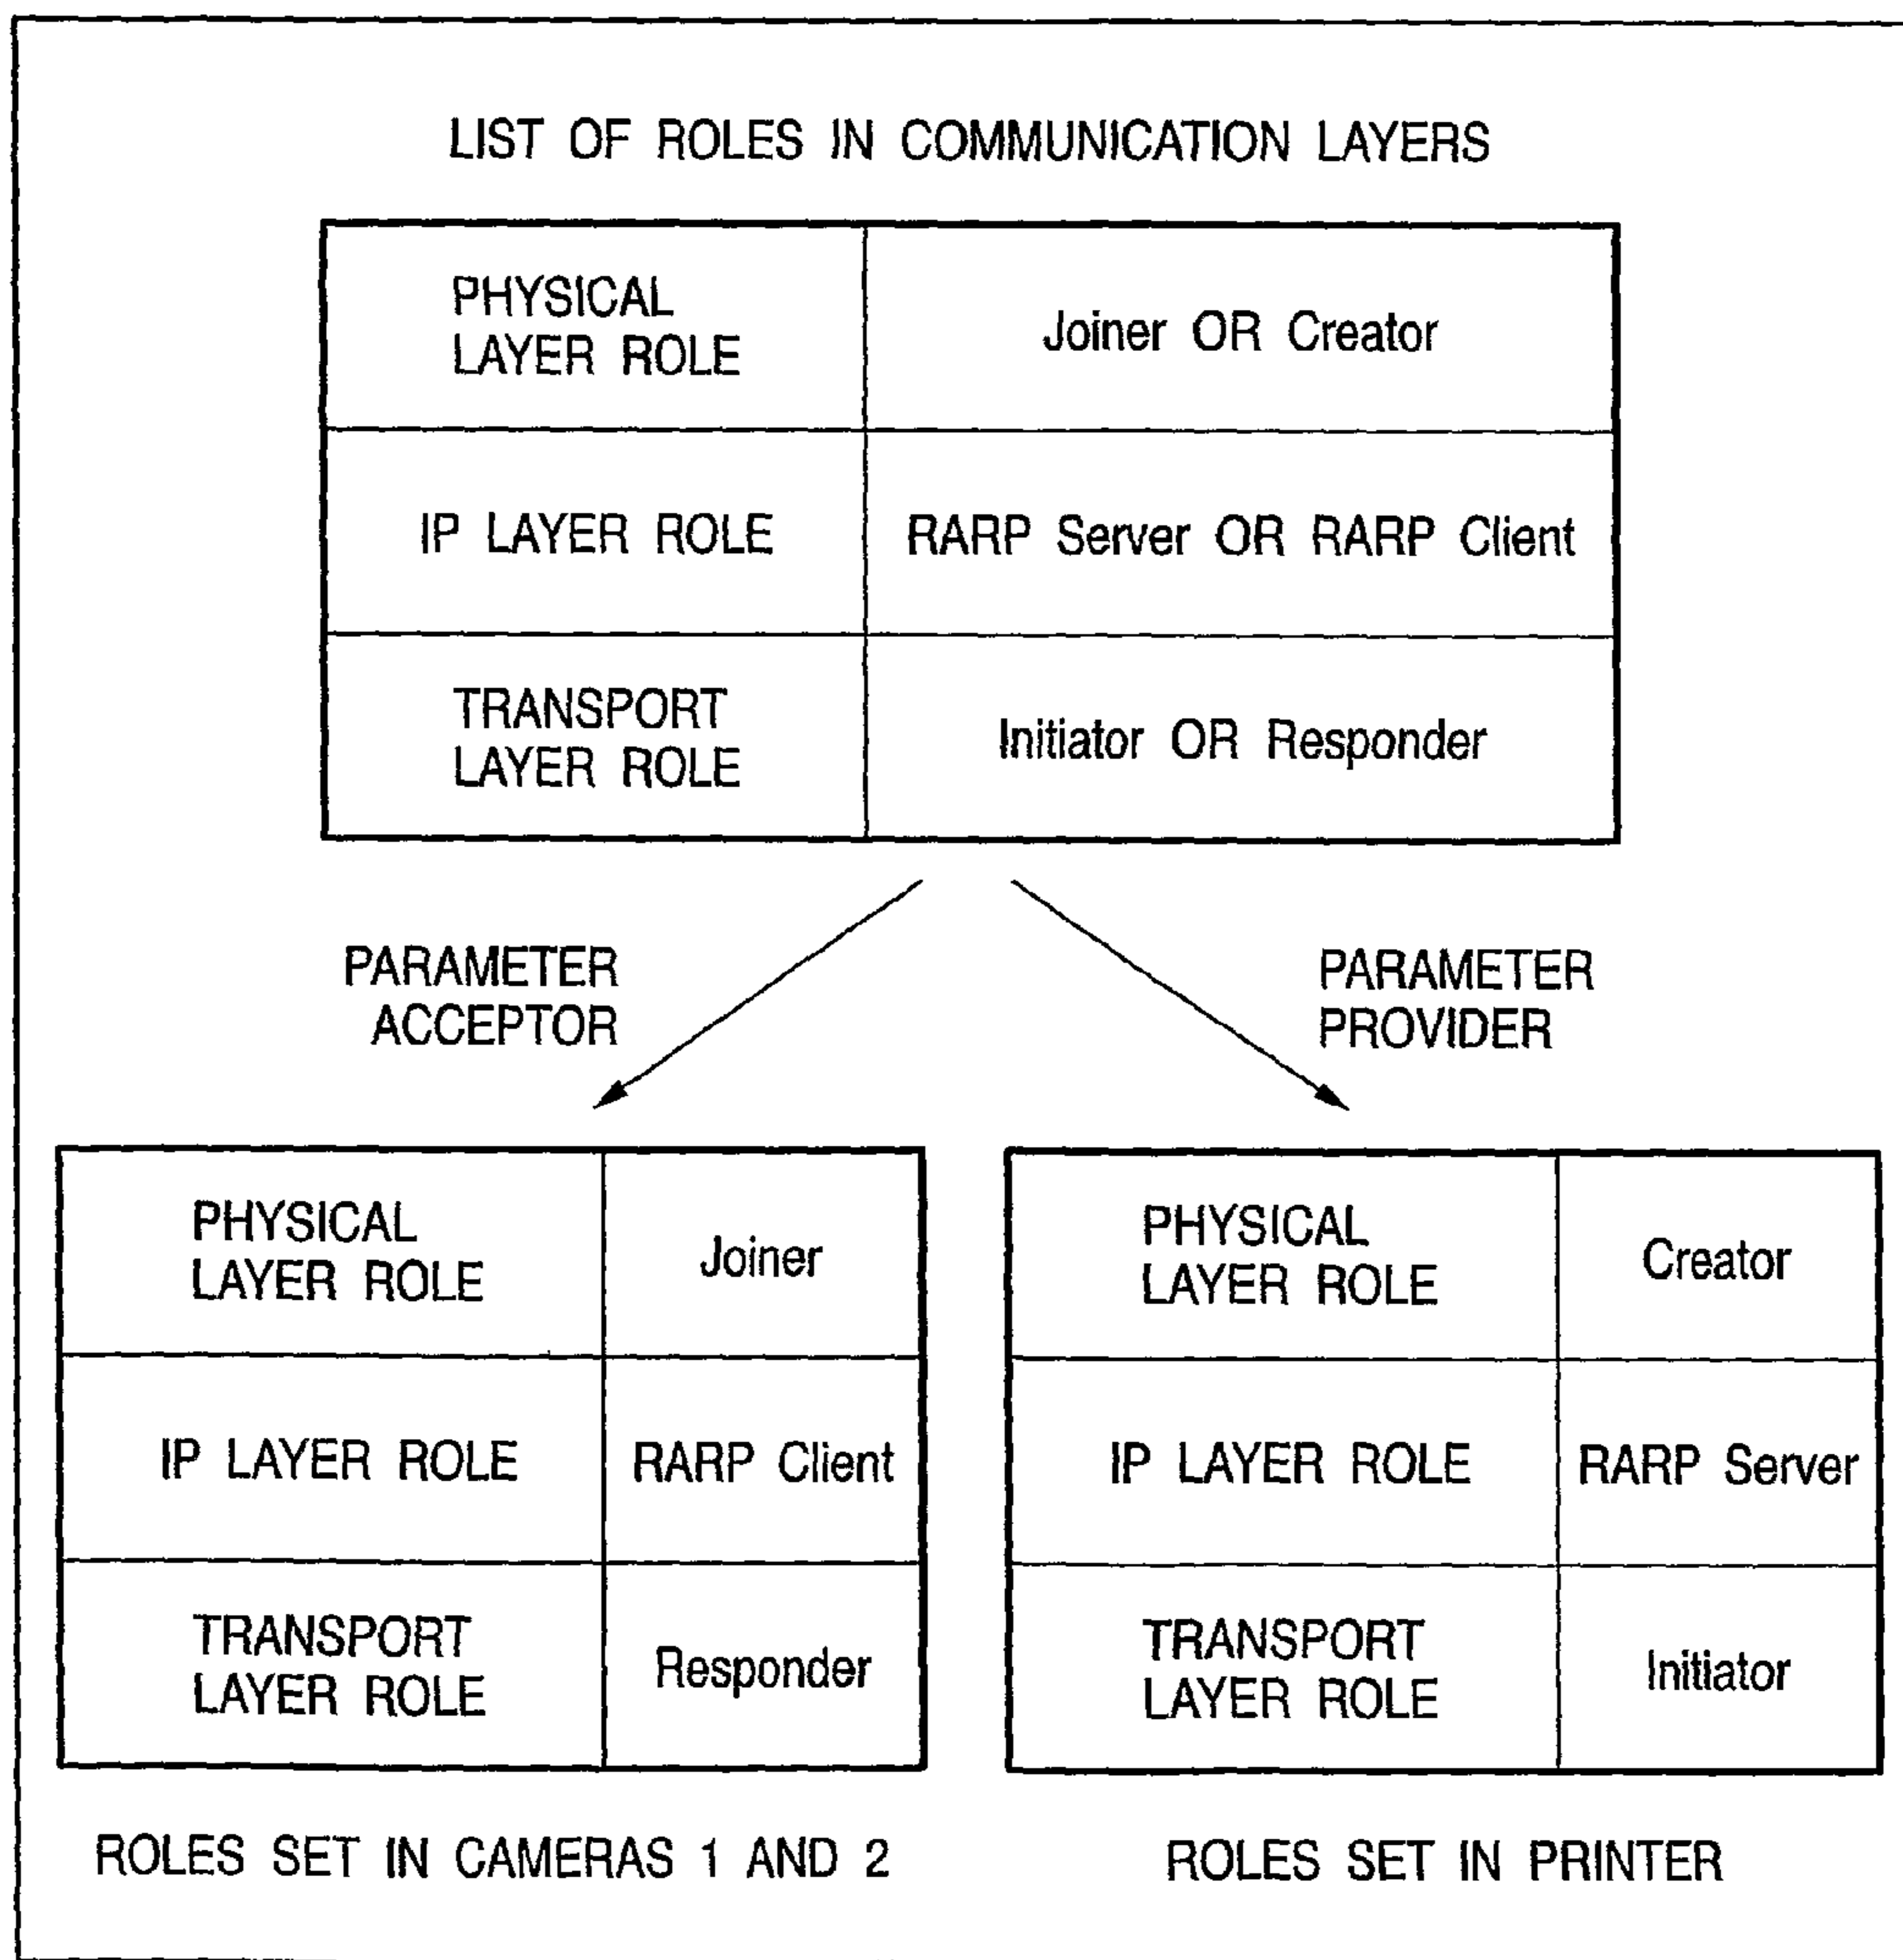 LIST OF ROLES IN COMMUNICATION LAYERS
PHYSICAL
LAYER ROLE
Joiner OR Creator
IP LAYER ROLE
RARP Server OR RARP Client
TRANSPORT
LAYER ROLE
Initiator OR Responder
PARAMETER
ACCEPTOR
PARAMETER
PROVIDER
PHYSICAL
LAYER ROLE
Joiner
IP LAYER ROLE
RARP Client
TRANSPORT
LAYER ROLE
Responder
ROLES SET IN CAMERAS 1 AND 2
PHYSICAL
LAYER ROLE
Creator
IP LAYER ROLE
RARP Server
TRANSPORT
LAYER ROLE
Initiator
ROLES SET IN PRINTER